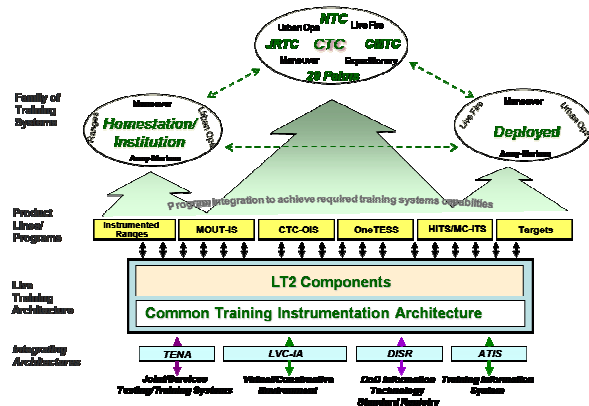 NTC
Urban Ops
Live Fire
JRTC CTC CMTC
Maneuver Expeditionary
29 Palms
Family of
Training
Systems
Maneuver
Ranges
Urban Ops
Homestation/
Institution
Army-Marines
Maneuver
Live Fire
Urban Ops
Deployed
Army-Marines
Program integration to achieve required training systems capabilities
Product
Lines/
Programs
Instrumented
Ranges
MOUT-IS
CTC-OIS
OneTESS
HITS/MC-ITS
Targets
Live
Training
Architecture
LT2 Components
Common Training Instrumentation Architecture
Integrating
Architectures
TENA
LVC-IA
DISR
ATIS
Joint/Services
Testing/Training Systems
Virtual/Constructive
Environment
DoD Information
Technology
Standard Registry
Training Information
System